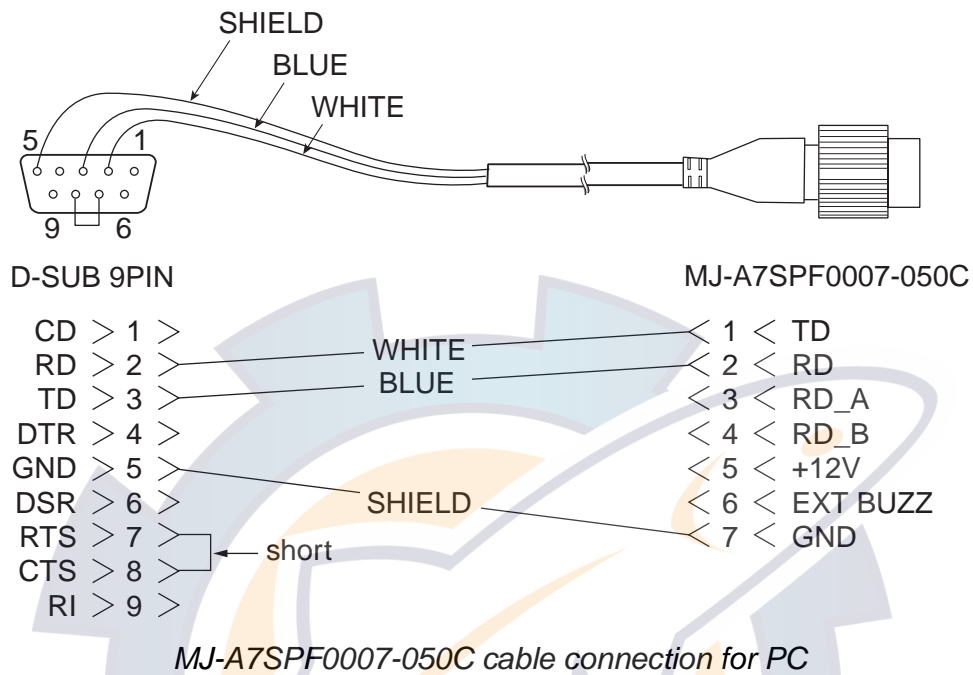 SHIELD
BLUE
WHITE
5 1
9 6
D-SUB 9PIN MJ-A7SPF0007-050C
CD 1 WHITE 1 TD
RD 2 BLUE 2 RD
TD 3 3 RD_A
DTR 4 4 RD_B
GND 5 5 +12V
DSR 6 SHIELD 6 EXT BUZZ
RTS 7 short 7 GND
CTS 8
RI 9
MJ-A7SPF0007-050C cable connection for PC